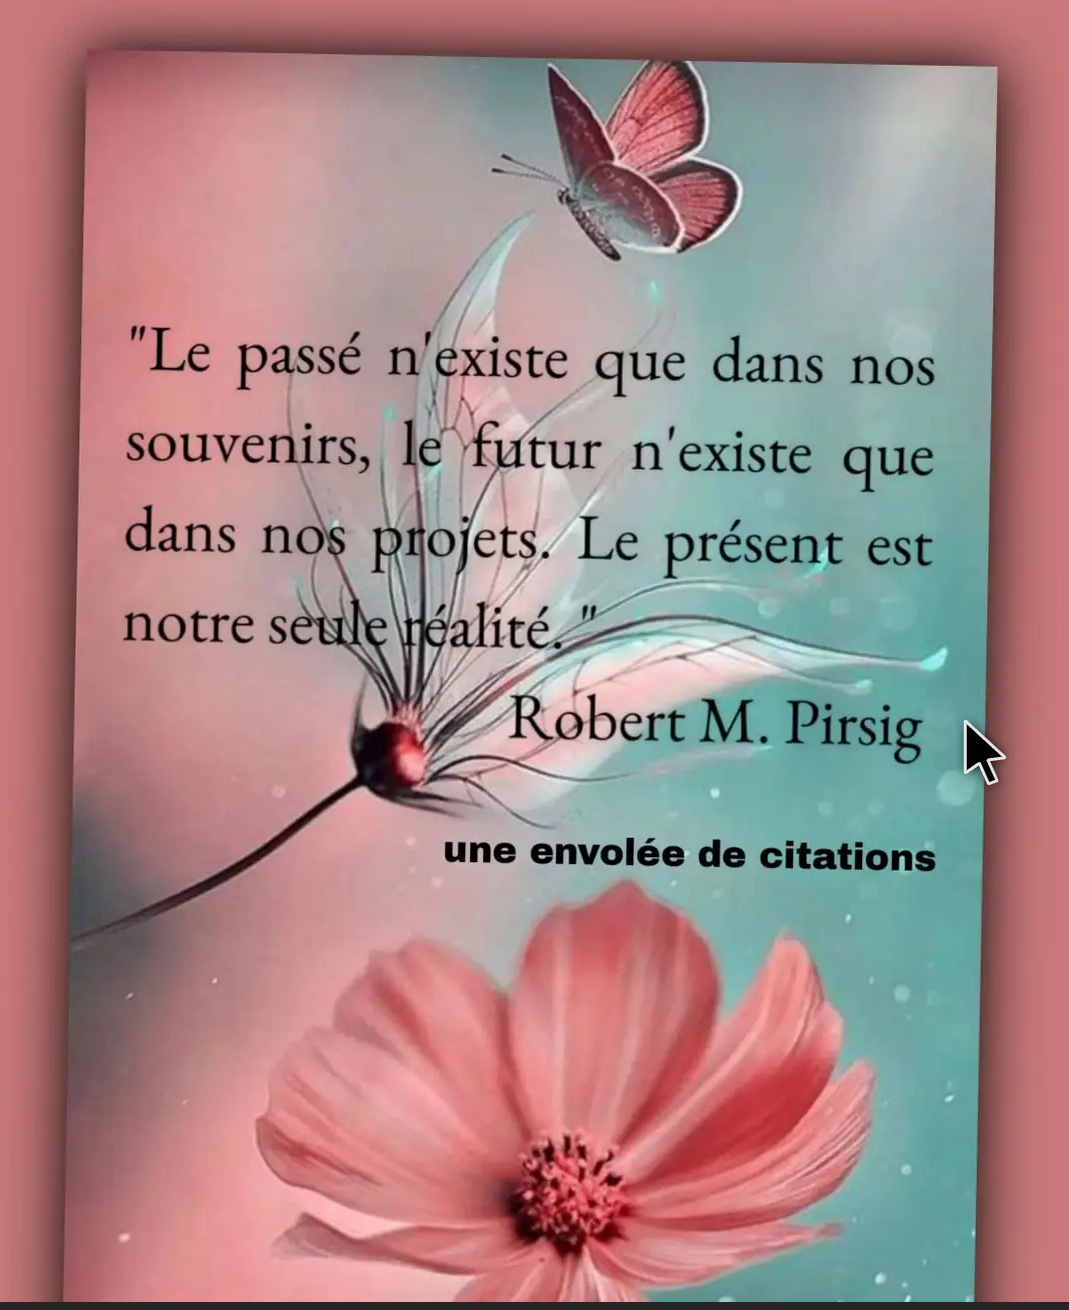 "Le passé n'existe que dans nos
souvenirs, le futur n'existe que
dans nos projets. Le présent est
notre seule réalité. "
Robert M. Pirsig
une envolée de citations